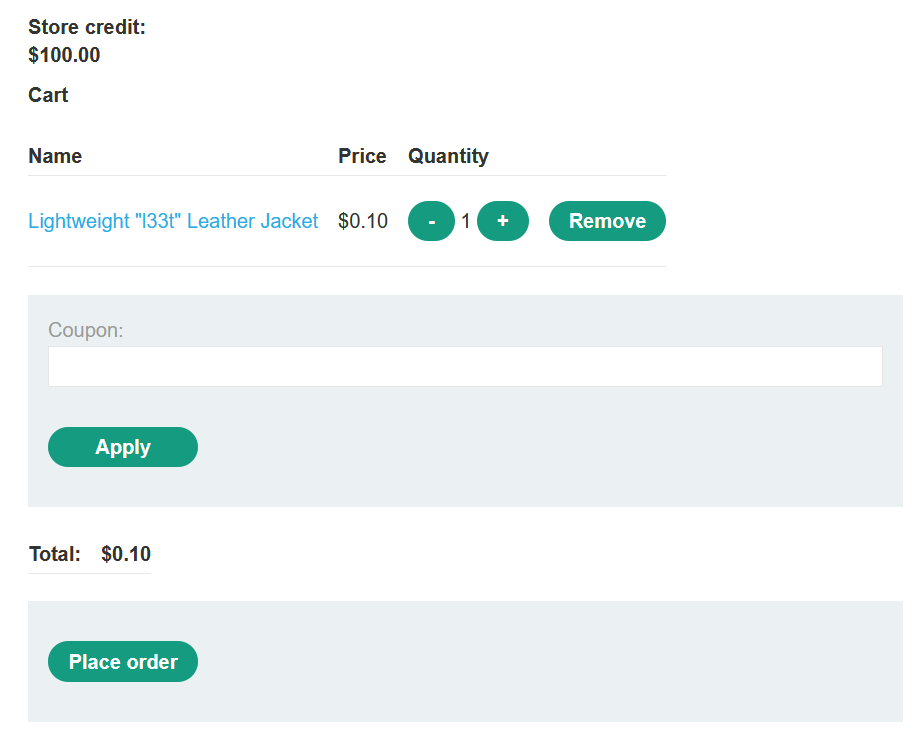 Store credit:
$100.00
Cart
Name Price Quantity
Lightweight "l33t" Leather Jacket $0.10 - 1 + Remove
Coupon:
Apply
Total: $0.10
Place order